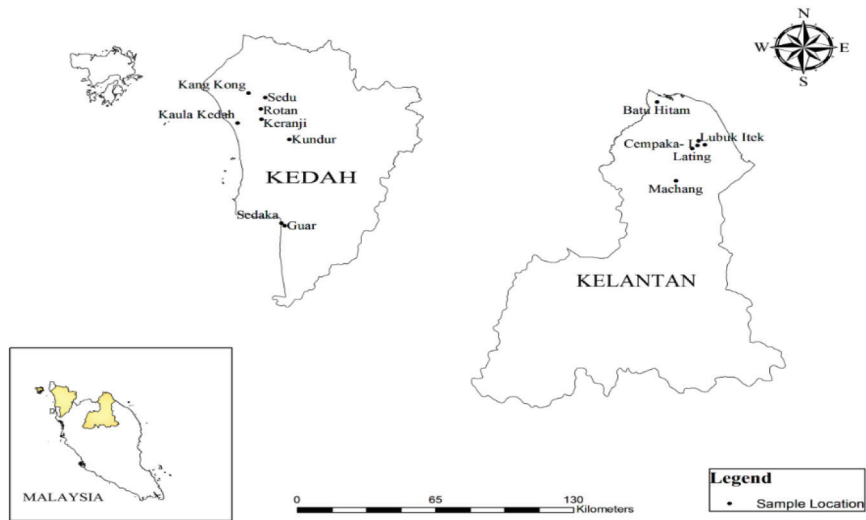 N
W E
S
Kang Kong
Sedu
Rotan
Kaula Kedah
Keranji
Kundur
KEDAH
Sedaka
Guar
Batu Hitam
Lubuk Itek
Cempaka-
Lating
Machang
KELANTAN
MALAYSIA
0 65 130
Kilometers
Legend
Sample Location